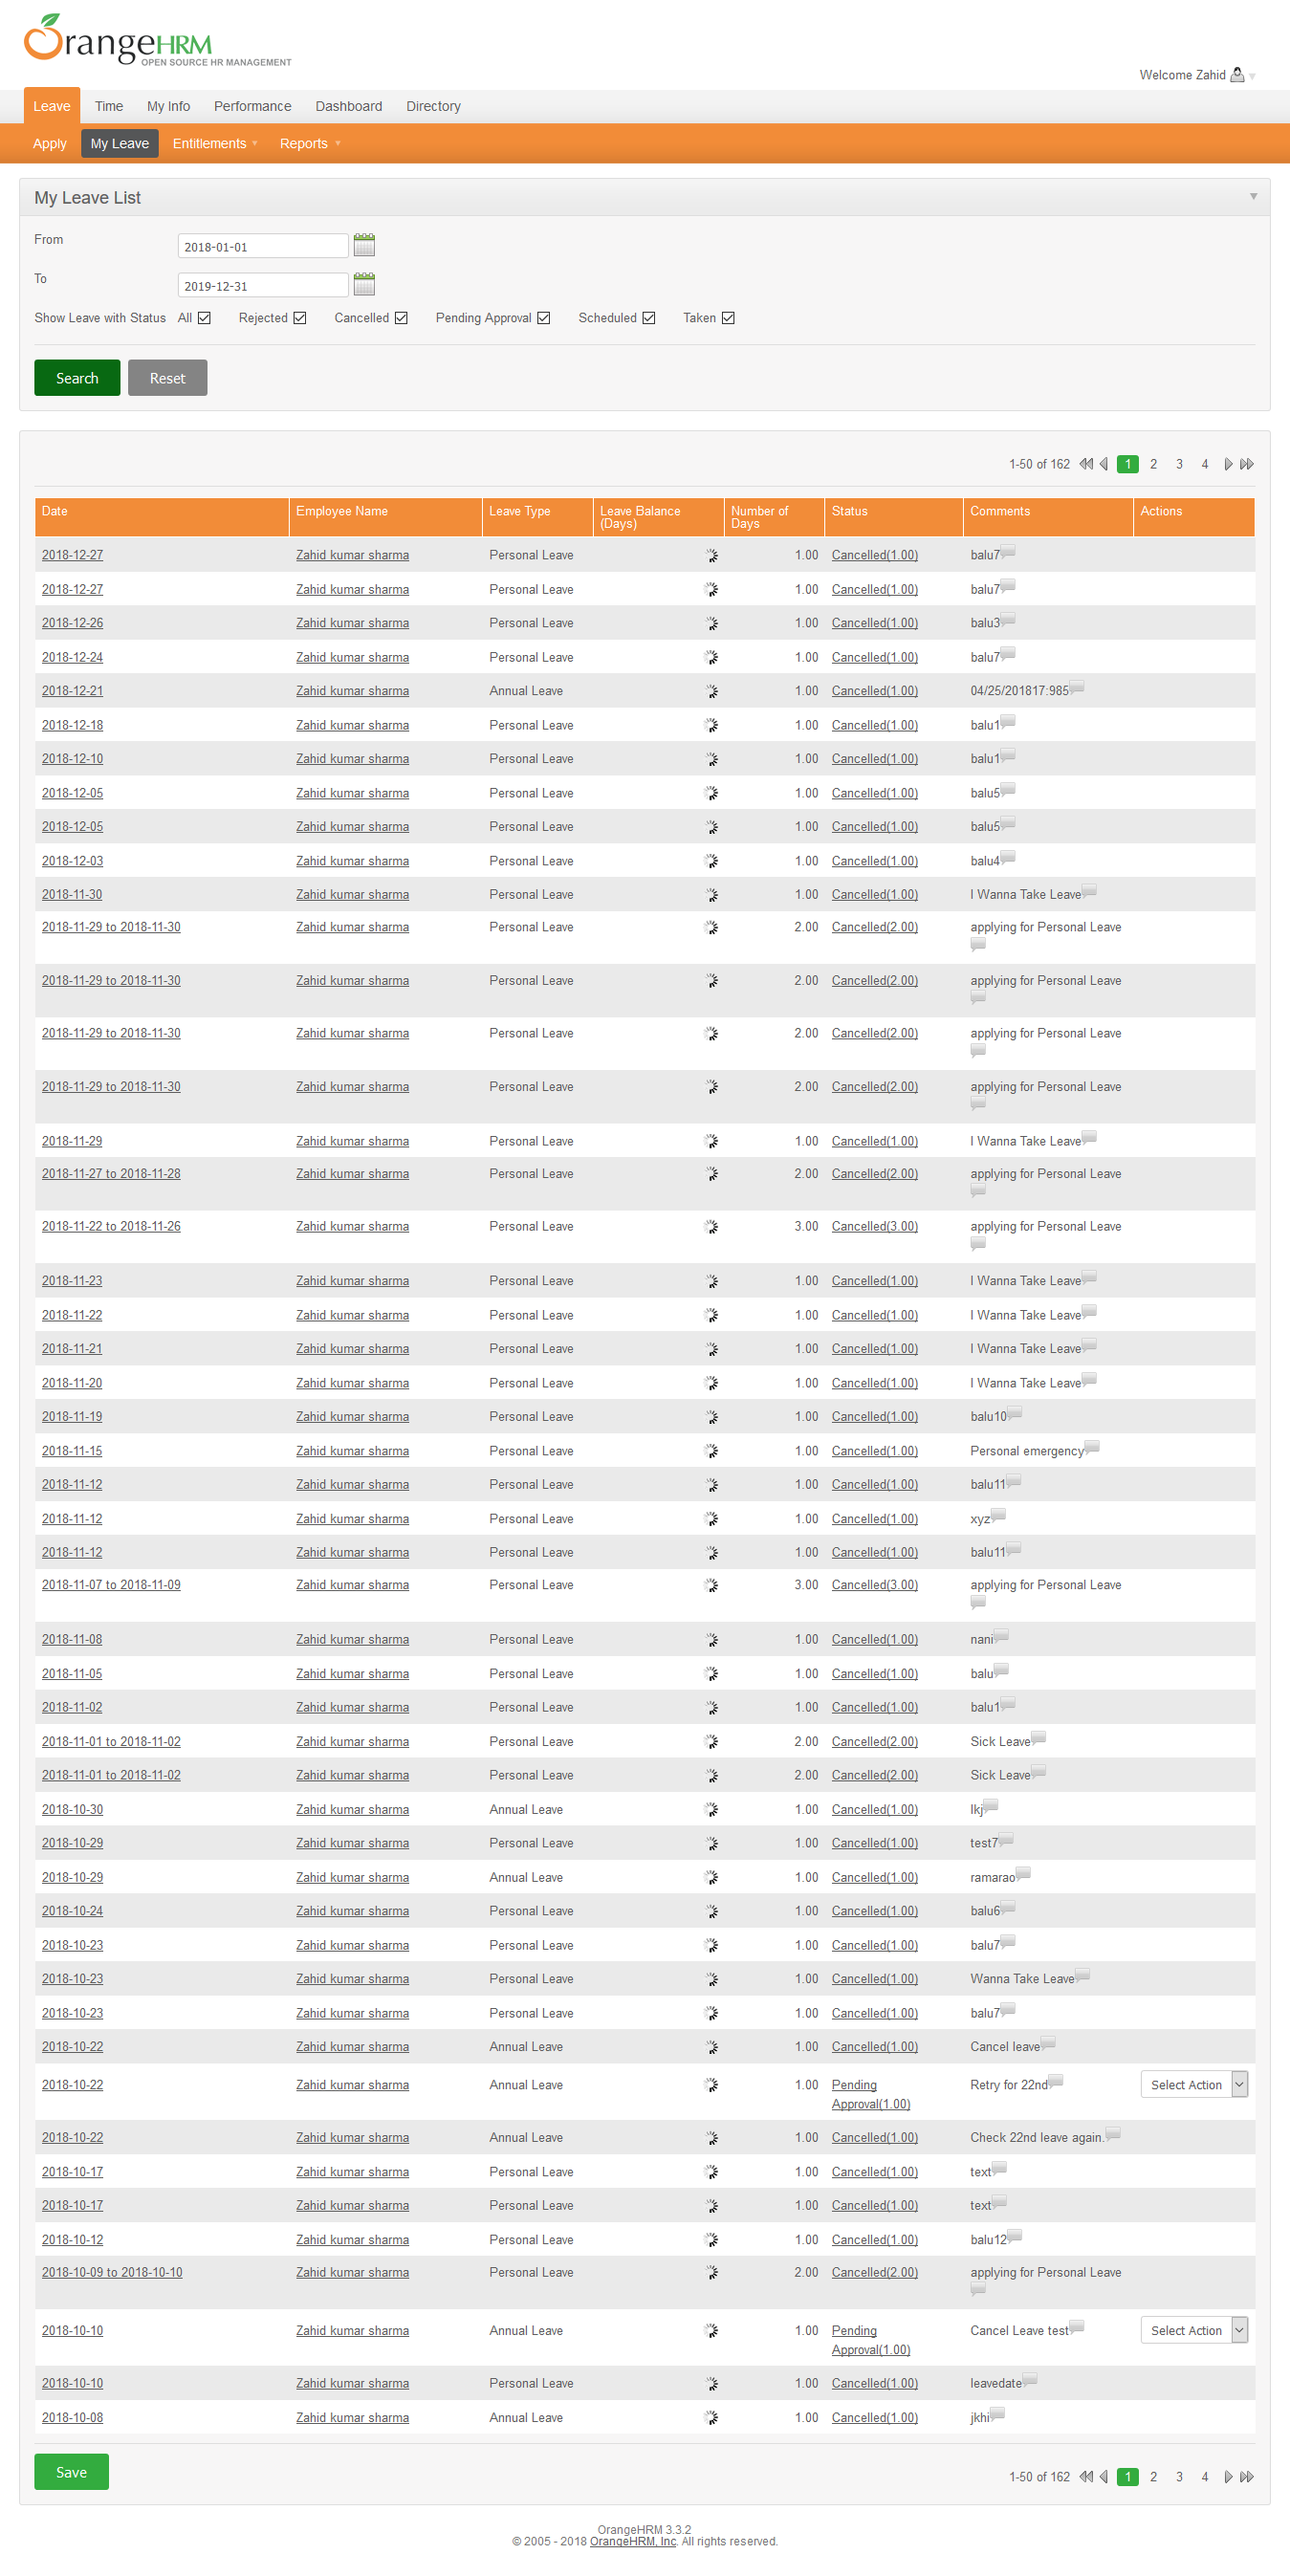 OrangeHRM
OPEN SOURCE HR MANAGEMENT
Welcome Zahid
Leave Time My Info Performance Dashboard Directory
Apply My Leave Entitlements Reports
My Leave List
From 2018-01-01
To 2019-12-31
Show Leave with Status All Rejected Cancelled Pending Approval Scheduled Taken
Search Reset
1-50 of 162 1 2 3 4
Date Employee Name Leave Type Leave Balance (Days) Number of Days Status Comments Actions
2018-12-27 Zahid kumar sharma Personal Leave 1.00 Cancelled(1.00) balu7
2018-12-27 Zahid kumar sharma Personal Leave 1.00 Cancelled(1.00) balu7
2018-12-26 Zahid kumar sharma Personal Leave 1.00 Cancelled(1.00) balu3
2018-12-24 Zahid kumar sharma Personal Leave 1.00 Cancelled(1.00) balu7
2018-12-21 Zahid kumar sharma Annual Leave 1.00 Cancelled(1.00) 04/25/201817:985
2018-12-18 Zahid kumar sharma Personal Leave 1.00 Cancelled(1.00) balu1
2018-12-10 Zahid kumar sharma Personal Leave 1.00 Cancelled(1.00) balu1
2018-12-05 Zahid kumar sharma Personal Leave 1.00 Cancelled(1.00) balu5
2018-12-05 Zahid kumar sharma Personal Leave 1.00 Cancelled(1.00) balu5
2018-12-03 Zahid kumar sharma Personal Leave 1.00 Cancelled(1.00) balu4
2018-11-30 Zahid kumar sharma Personal Leave 1.00 Cancelled(1.00) I Wanna Take Leave
2018-11-29 to 2018-11-30 Zahid kumar sharma Personal Leave 2.00 Cancelled(2.00) applying for Personal Leave
2018-11-29 to 2018-11-30 Zahid kumar sharma Personal Leave 2.00 Cancelled(2.00) applying for Personal Leave
2018-11-29 to 2018-11-30 Zahid kumar sharma Personal Leave 2.00 Cancelled(2.00) applying for Personal Leave
2018-11-29 to 2018-11-30 Zahid kumar sharma Personal Leave 2.00 Cancelled(2.00) applying for Personal Leave
2018-11-29 Zahid kumar sharma Personal Leave 1.00 Cancelled(1.00) I Wanna Take Leave
2018-11-27 to 2018-11-28 Zahid kumar sharma Personal Leave 2.00 Cancelled(2.00) applying for Personal Leave
2018-11-22 to 2018-11-26 Zahid kumar sharma Personal Leave 3.00 Cancelled(3.00) applying for Personal Leave
2018-11-23 Zahid kumar sharma Personal Leave 1.00 Cancelled(1.00) I Wanna Take Leave
2018-11-22 Zahid kumar sharma Personal Leave 1.00 Cancelled(1.00) I Wanna Take Leave
2018-11-21 Zahid kumar sharma Personal Leave 1.00 Cancelled(1.00) I Wanna Take Leave
2018-11-20 Zahid kumar sharma Personal Leave 1.00 Cancelled(1.00) I Wanna Take Leave
2018-11-19 Zahid kumar sharma Personal Leave 1.00 Cancelled(1.00) balu10
2018-11-15 Zahid kumar sharma Personal Leave 1.00 Cancelled(1.00) Personal emergency
2018-11-12 Zahid kumar sharma Personal Leave 1.00 Cancelled(1.00) balu11
2018-11-12 Zahid kumar sharma Personal Leave 1.00 Cancelled(1.00) xyz
2018-11-12 Zahid kumar sharma Personal Leave 1.00 Cancelled(1.00) balu11
2018-11-07 to 2018-11-09 Zahid kumar sharma Personal Leave 3.00 Cancelled(3.00) applying for Personal Leave
2018-11-08 Zahid kumar sharma Personal Leave 1.00 Cancelled(1.00) nani
2018-11-05 Zahid kumar sharma Personal Leave 1.00 Cancelled(1.00) balu
2018-11-02 Zahid kumar sharma Personal Leave 1.00 Cancelled(1.00) balu1
2018-11-01 to 2018-11-02 Zahid kumar sharma Personal Leave 2.00 Cancelled(2.00) Sick Leave
2018-11-01 to 2018-11-02 Zahid kumar sharma Personal Leave 2.00 Cancelled(2.00) Sick Leave
2018-10-30 Zahid kumar sharma Annual Leave 1.00 Cancelled(1.00) lkj
2018-10-29 Zahid kumar sharma Personal Leave 1.00 Cancelled(1.00) test7
2018-10-29 Zahid kumar sharma Annual Leave 1.00 Cancelled(1.00) ramarao
2018-10-24 Zahid kumar sharma Personal Leave 1.00 Cancelled(1.00) balu6
2018-10-23 Zahid kumar sharma Personal Leave 1.00 Cancelled(1.00) balu7
2018-10-23 Zahid kumar sharma Personal Leave 1.00 Cancelled(1.00) Wanna Take Leave
2018-10-23 Zahid kumar sharma Personal Leave 1.00 Cancelled(1.00) balu7
2018-10-22 Zahid kumar sharma Annual Leave 1.00 Cancelled(1.00) Cancel leave
2018-10-22 Zahid kumar sharma Annual Leave 1.00 Pending Approval(1.00) Retry for 22nd Select Action
2018-10-22 Zahid kumar sharma Annual Leave 1.00 Cancelled(1.00) Check 22nd leave again.
2018-10-17 Zahid kumar sharma Personal Leave 1.00 Cancelled(1.00) text
2018-10-17 Zahid kumar sharma Personal Leave 1.00 Cancelled(1.00) text
2018-10-12 Zahid kumar sharma Personal Leave 1.00 Cancelled(1.00) balu12
2018-10-09 to 2018-10-10 Zahid kumar sharma Personal Leave 2.00 Cancelled(2.00) applying for Personal Leave
2018-10-10 Zahid kumar sharma Annual Leave 1.00 Pending Approval(1.00) Cancel Leave test Select Action
2018-10-10 Zahid kumar sharma Personal Leave 1.00 Cancelled(1.00) leavedate
2018-10-08 Zahid kumar sharma Annual Leave 1.00 Cancelled(1.00) jkhi
Save
1-50 of 162 1 2 3 4
OrangeHRM 3.3.2
© 2005 - 2018 OrangeHRM, Inc. All rights reserved.